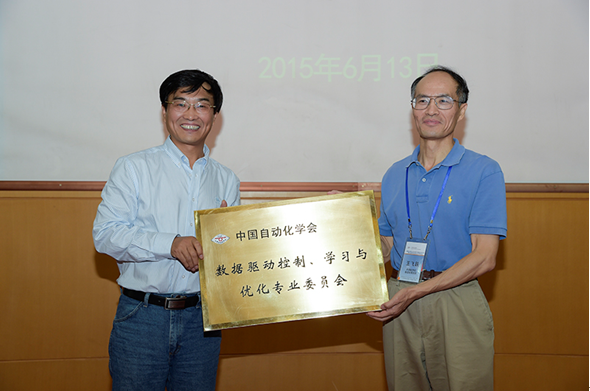 2015年6月13日
中国自动化学会
数据驱动控制、学习与
优化专业委员会